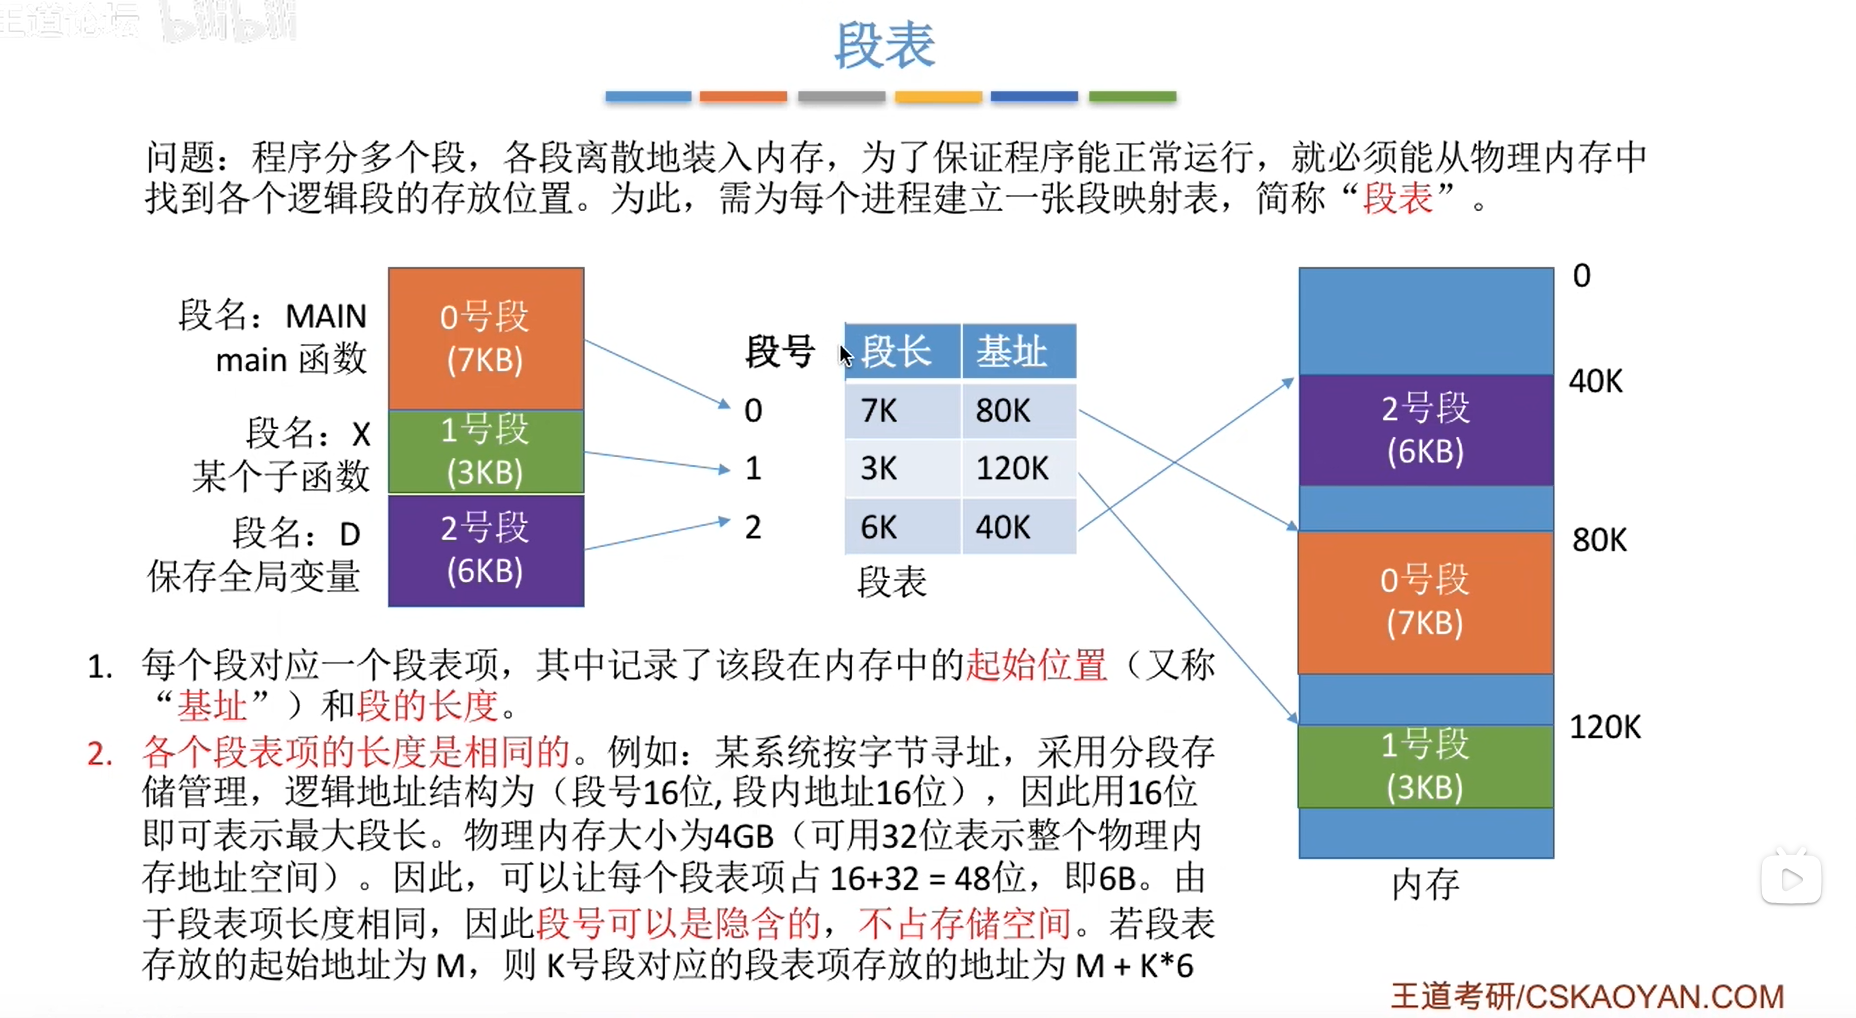 王道论坛 bilibili
段表
问题：程序分多个段，各段离散地装入内存，为了保证程序能正常运行，就必须能从物理内存中
找到各个逻辑段的存放位置。为此，需为每个进程建立一张段映射表，简称“段表”。
段名：MAIN
main 函数
段名：X
某个子函数
段名：D
保存全局变量
0号段
(7KB)
1号段
(3KB)
2号段
(6KB)
段号 段长 基址
0 7K 80K
1 3K 120K
2 6K 40K
段表
0
40K
2号段
(6KB)
80K
0号段
(7KB)
120K
1号段
(3KB)
内存
1. 每个段对应一个段表项，其中记录了该段在内存中的起始位置（又称
“基址”）和段的长度。
2. 各个段表项的长度是相同的。例如：某系统按字节寻址，采用分段存
储管理，逻辑地址结构为（段号16位, 段内地址16位），因此用16位
即可表示最大段长。物理内存大小为4GB（可用32位表示整个物理内
存地址空间）。因此，可以让每个段表项占 16+32 = 48位，即6B。由
于段表项长度相同，因此段号可以是隐含的，不占存储空间。若段表
存放的起始地址为 M，则 K号段对应的段表项存放的地址为 M + K*6
王道考研/CSKAOYAN.COM